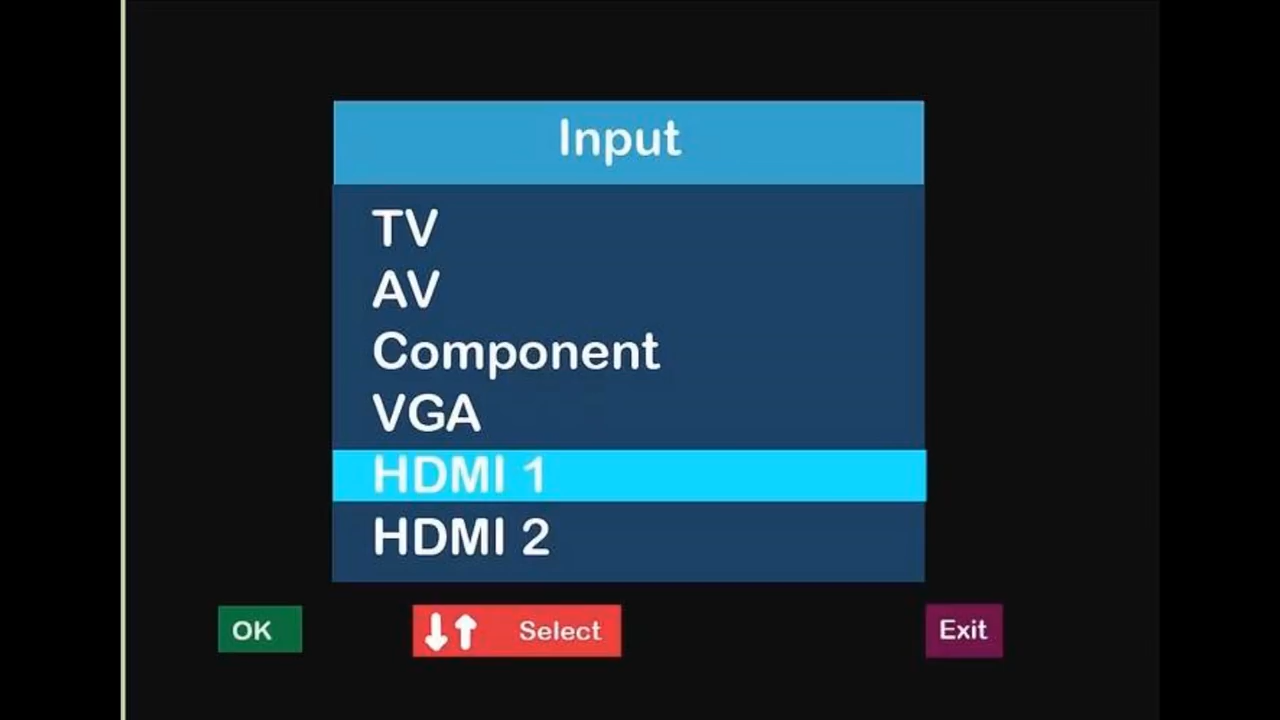 Input
TV
AV
Component
VGA
HDMI 1
HDMI 2
OK
↓↑ Select
Exit